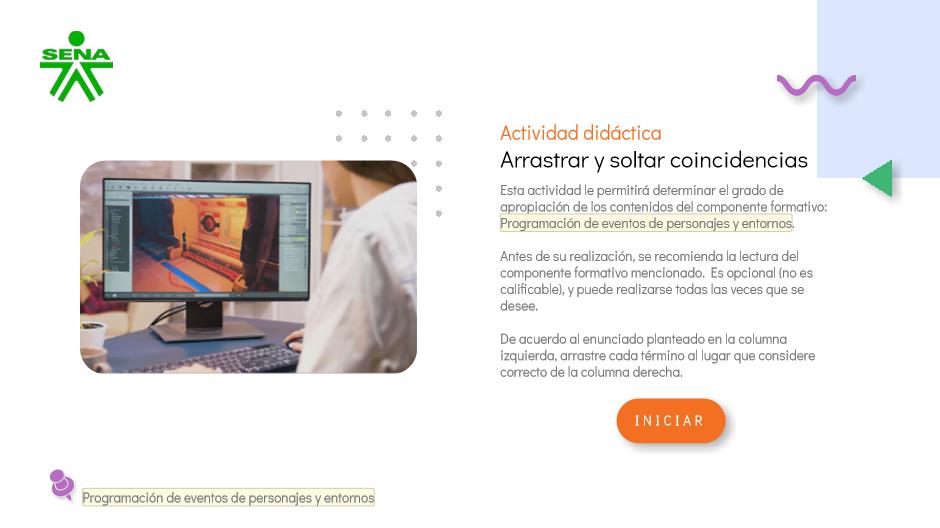 SENA
Actividad didáctica
Arrastrar y soltar coincidencias
Esta actividad le permitirá determinar el grado de
apropiación de los contenidos del componente formativo:
Programación de eventos de personajes y entornos.
Antes de su realización, se recomienda la lectura del
componente formativo mencionado. Es opcional (no es
calificable), y puede realizarse todas las veces que se
desee.
De acuerdo al enunciado planteado en la columna
izquierda, arrastre cada término al lugar que considere
correcto de la columna derecha.
INICIAR
Programación de eventos de personajes y entornos